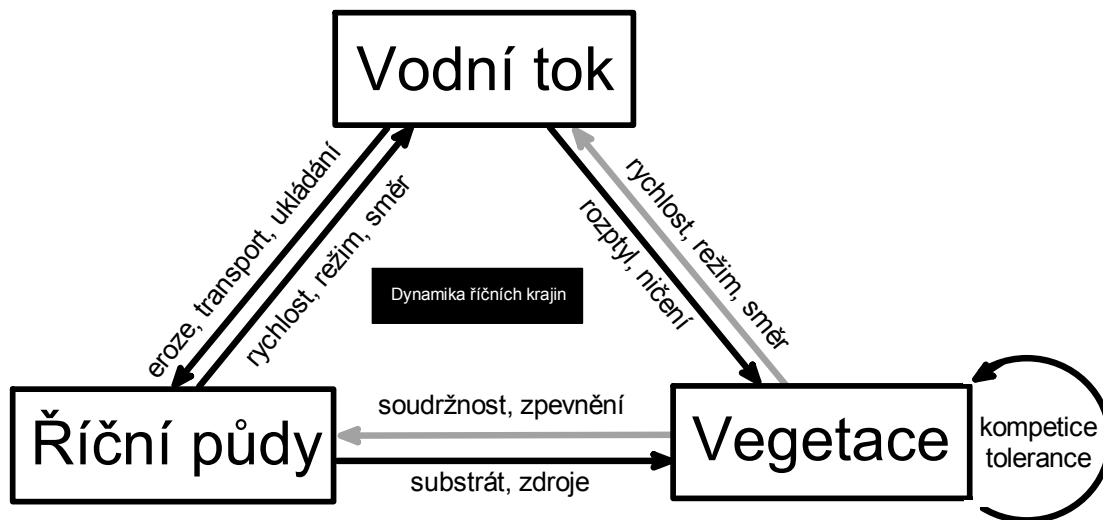 Vodní tok
eroze, transport, ukládání
rychlost, režim, směr
rozptyl, ničení
rychlost, režim, směr
Dynamika říčních krajin
Říční půdy
soudržnost, zpevnění
substrát, zdroje
Vegetace
kompetice
tolerance